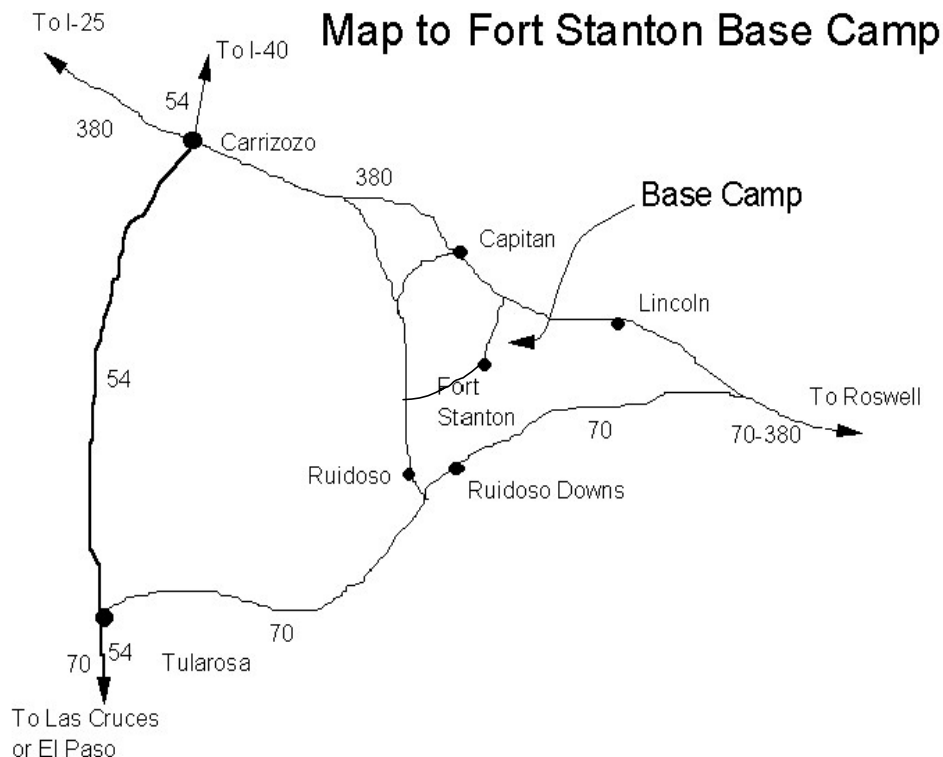 Map to Fort Stanton Base Camp
To I-25
To I-40
54
380
Carrizozo
380
Base Camp
Capitan
Lincoln
54
Fort
Stanton
To Roswell
70
70-380
Ruidoso
Ruidoso Downs
70
54
70
Tularosa
To Las Cruces
or El Paso